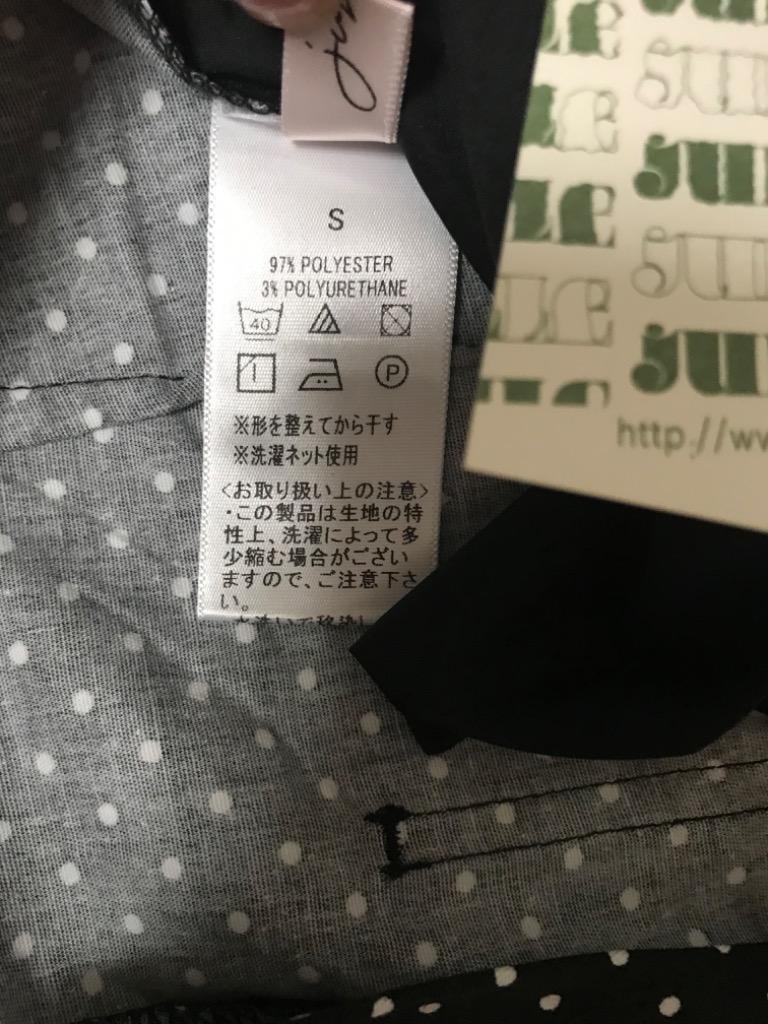 S
97% POLYESTER
3% POLYURETHANE
40
P
※形を整えてから干す
※洗濯ネット使用
<お取り扱い上の注意>
・この製品は生地の特
性上、洗濯によって多
少縮む場合がござい
ますので、ご注意下さ
い。
http://ww